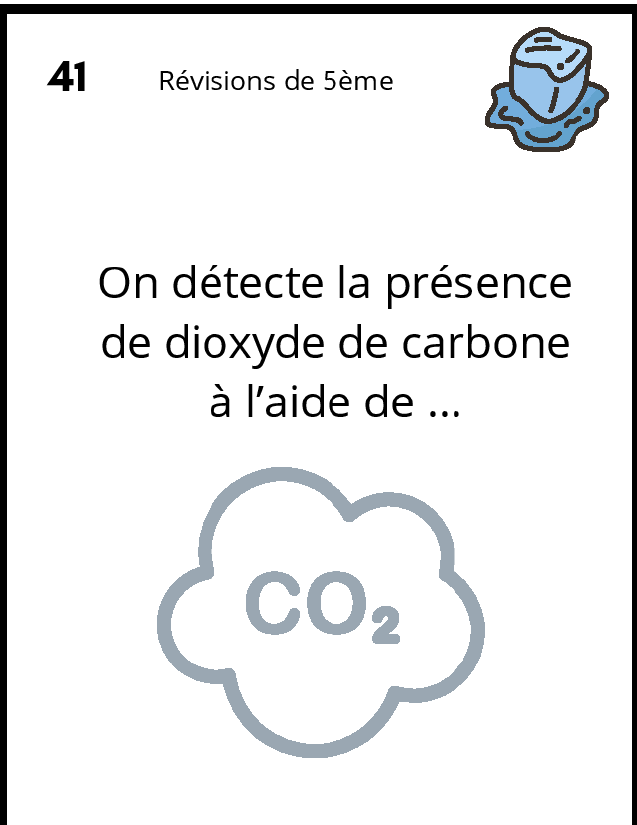 41
Révisions de 5ème
On détecte la présence
de dioxyde de carbone
à l’aide de ...
CO₂